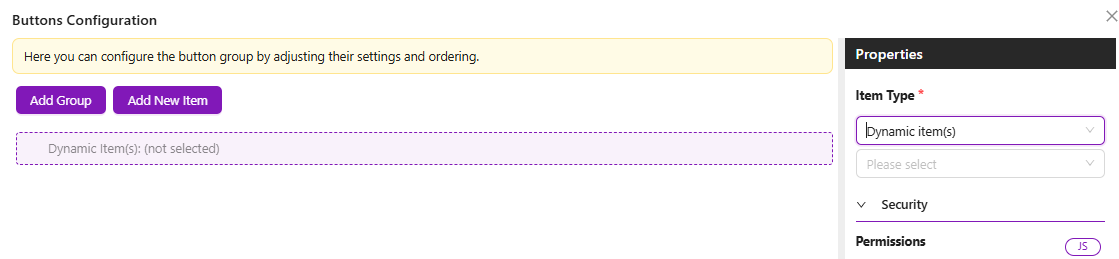 Buttons Configuration
Here you can configure the button group by adjusting their settings and ordering.
Add Group
Add New Item
Dynamic Item(s): (not selected)
Properties
Item Type *
Dynamic item(s)
Please select
Security
Permissions
JS